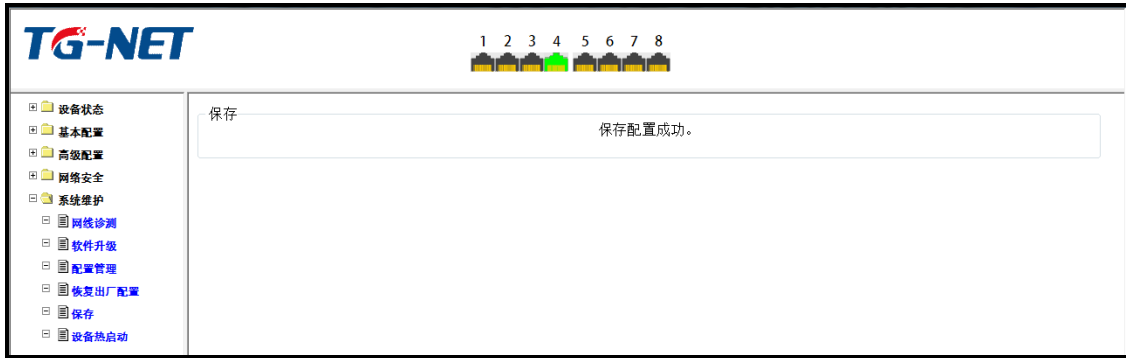 TG-NET
1 2 3 4 5 6 7 8
设备状态
基本配置
高级配置
网络安全
系统维护
网线诊测
软件升级
配置管理
恢复出厂配置
保存
设备热启动
保存
保存配置成功。